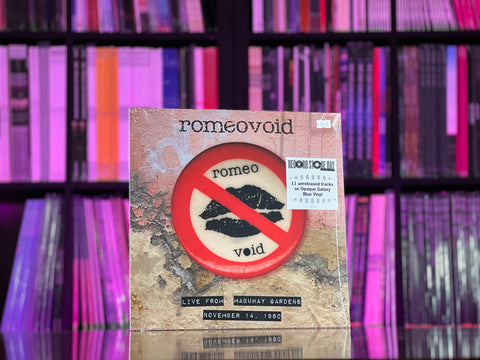 romeovoid
RECORD STORE DAY
11 unreleased tracks
on Opaque Galaxy
Blue Vinyl
romeo
void
LIVE FROM MABUHAY GARDENS
NOVEMBER 14, 1980